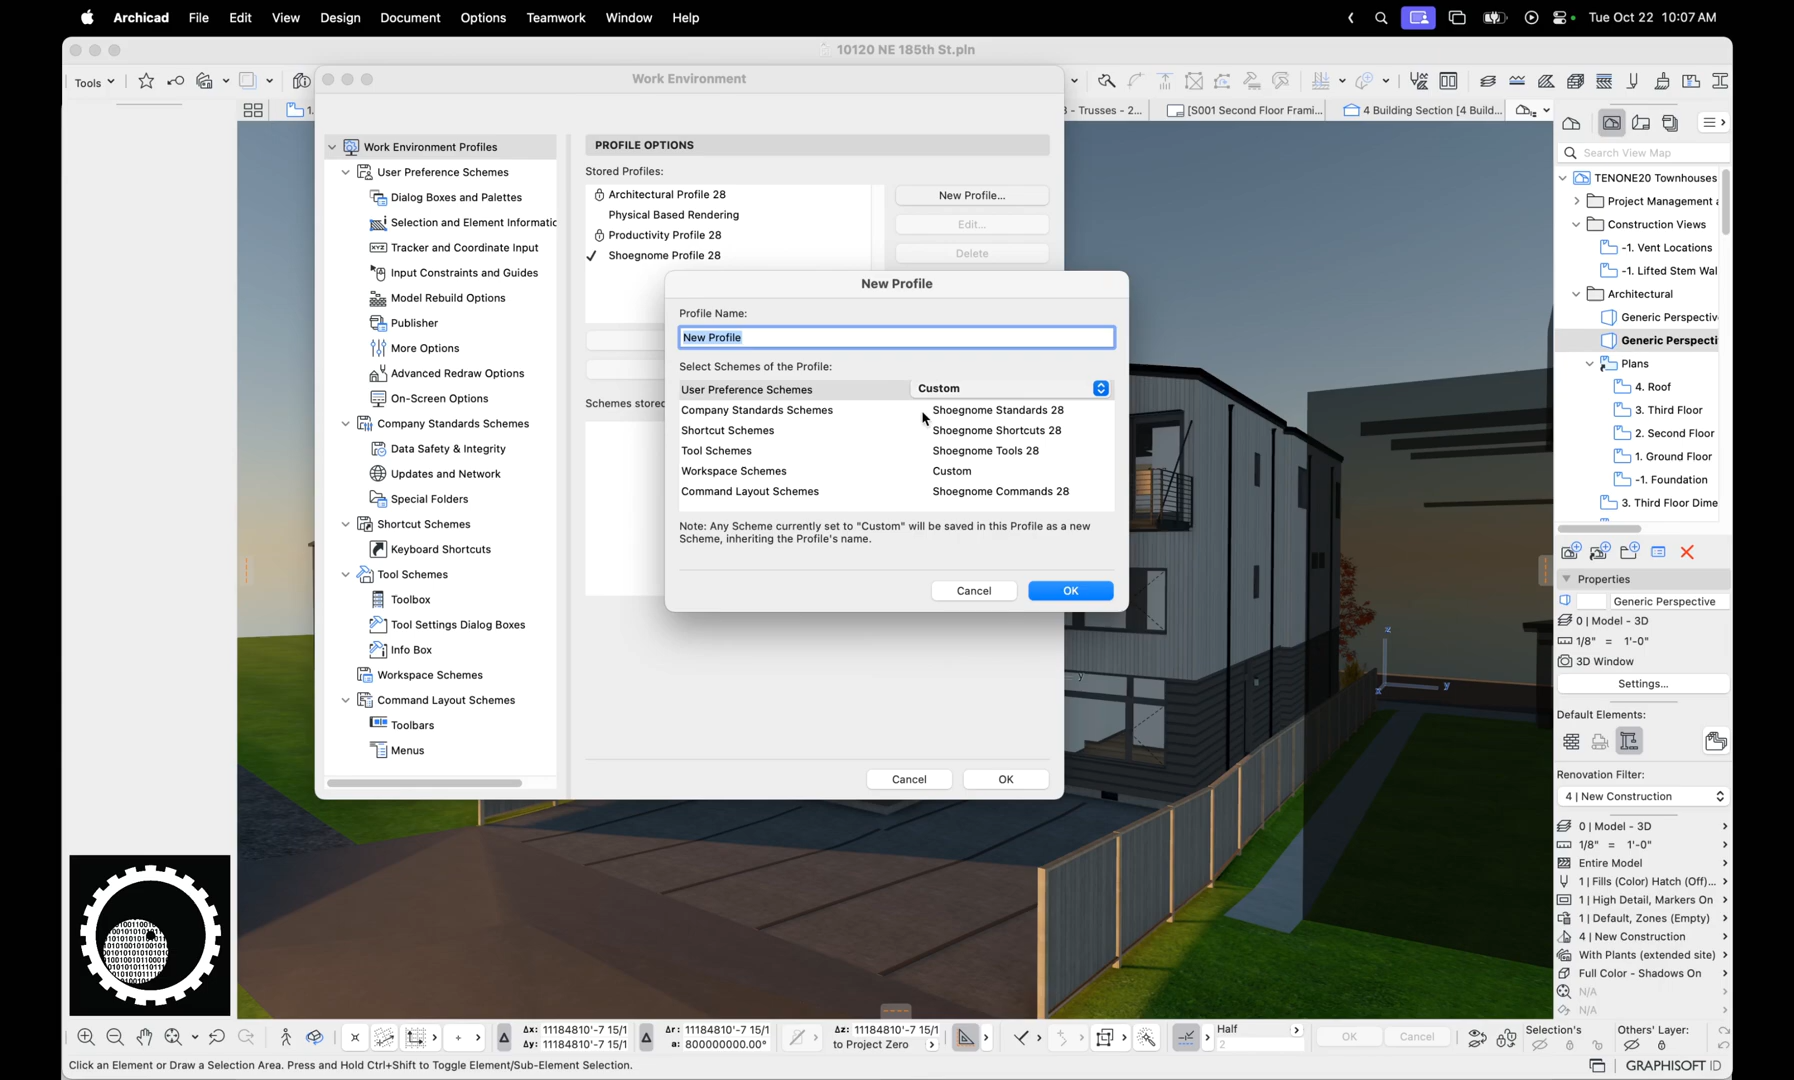 Archicad File Edit View Design Document Options Teamwork Window Help Tue Oct 22 10:07 AM
10120 NE 185th St.pln
Tools
Work Environment
1.
3 - Trusses - 2... [S001 Second Floor Frami... 4 Building Section [4 Build...
Work Environment Profiles
User Preference Schemes
Dialog Boxes and Palettes
Selection and Element Informatic
Tracker and Coordinate Input
Input Constraints and Guides
Model Rebuild Options
Publisher
More Options
Advanced Redraw Options
On-Screen Options
Company Standards Schemes
Data Safety & Integrity
Updates and Network
Special Folders
Shortcut Schemes
Keyboard Shortcuts
Tool Schemes
Toolbox
Tool Settings Dialog Boxes
Info Box
Workspace Schemes
Command Layout Schemes
Toolbars
Menus
PROFILE OPTIONS
Stored Profiles:
Architectural Profile 28
Physical Based Rendering
Productivity Profile 28
Shoegnome Profile 28
New Profile...
Edit...
Delete
Schemes stored
Cancel OK
New Profile
Profile Name:
New Profile
Select Schemes of the Profile:
User Preference Schemes Custom
Company Standards Schemes Shoegnome Standards 28
Shortcut Schemes Shoegnome Shortcuts 28
Tool Schemes Shoegnome Tools 28
Workspace Schemes Custom
Command Layout Schemes Shoegnome Commands 28
Note: Any Scheme currently set to "Custom" will be saved in this Profile as a new
Scheme, inheriting the Profile's name.
Cancel OK
Search View Map
TENONE20 Townhouses
Project Management a
Construction Views
-1. Vent Locations
-1. Lifted Stem Wal
Architectural
Generic Perspectiv
Generic Perspecti
Plans
4. Roof
3. Third Floor
2. Second Floor
1. Ground Floor
-1. Foundation
3. Third Floor Dime
Properties
Generic Perspective
0 | Model - 3D
1/8" = 1'-0"
3D Window
Settings...
Default Elements:
Renovation Filter:
4 | New Construction
0 | Model - 3D
1/8" = 1'-0"
Entire Model
1 | Fills (Color) Hatch (Off)...
1 | High Detail, Markers On
1 | Default, Zones (Empty)
4 | New Construction
With Plants (extended site)
Full Color - Shadows On
N/A
N/A
z
y
x
y
Δx: 11184810'-7 15/1 Δr: 11184810'-7 15/1 Δz: 11184810'-7 15/1 Half
Δy: 11184810'-7 15/1 a: 800000000.00° to Project Zero 2
OK Cancel Selection's Others' Layer:
Click an Element or Draw a Selection Area. Press and Hold Ctrl+Shift to Toggle Element/Sub-Element Selection.
GRAPHISOFT ID